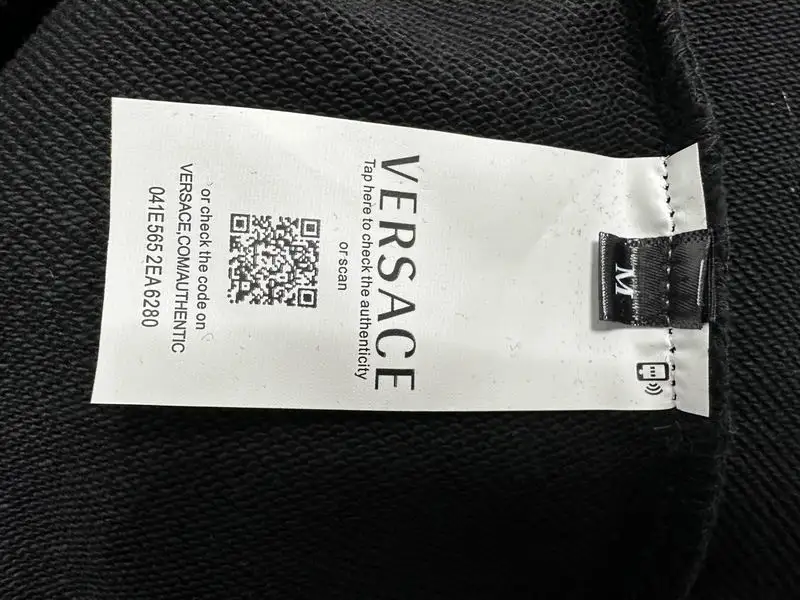 VERSACE
Tap here to check the authenticity
or scan
or check the code on
VERSACE.COM/AUTHENTIC
041E565 2EA6280
M